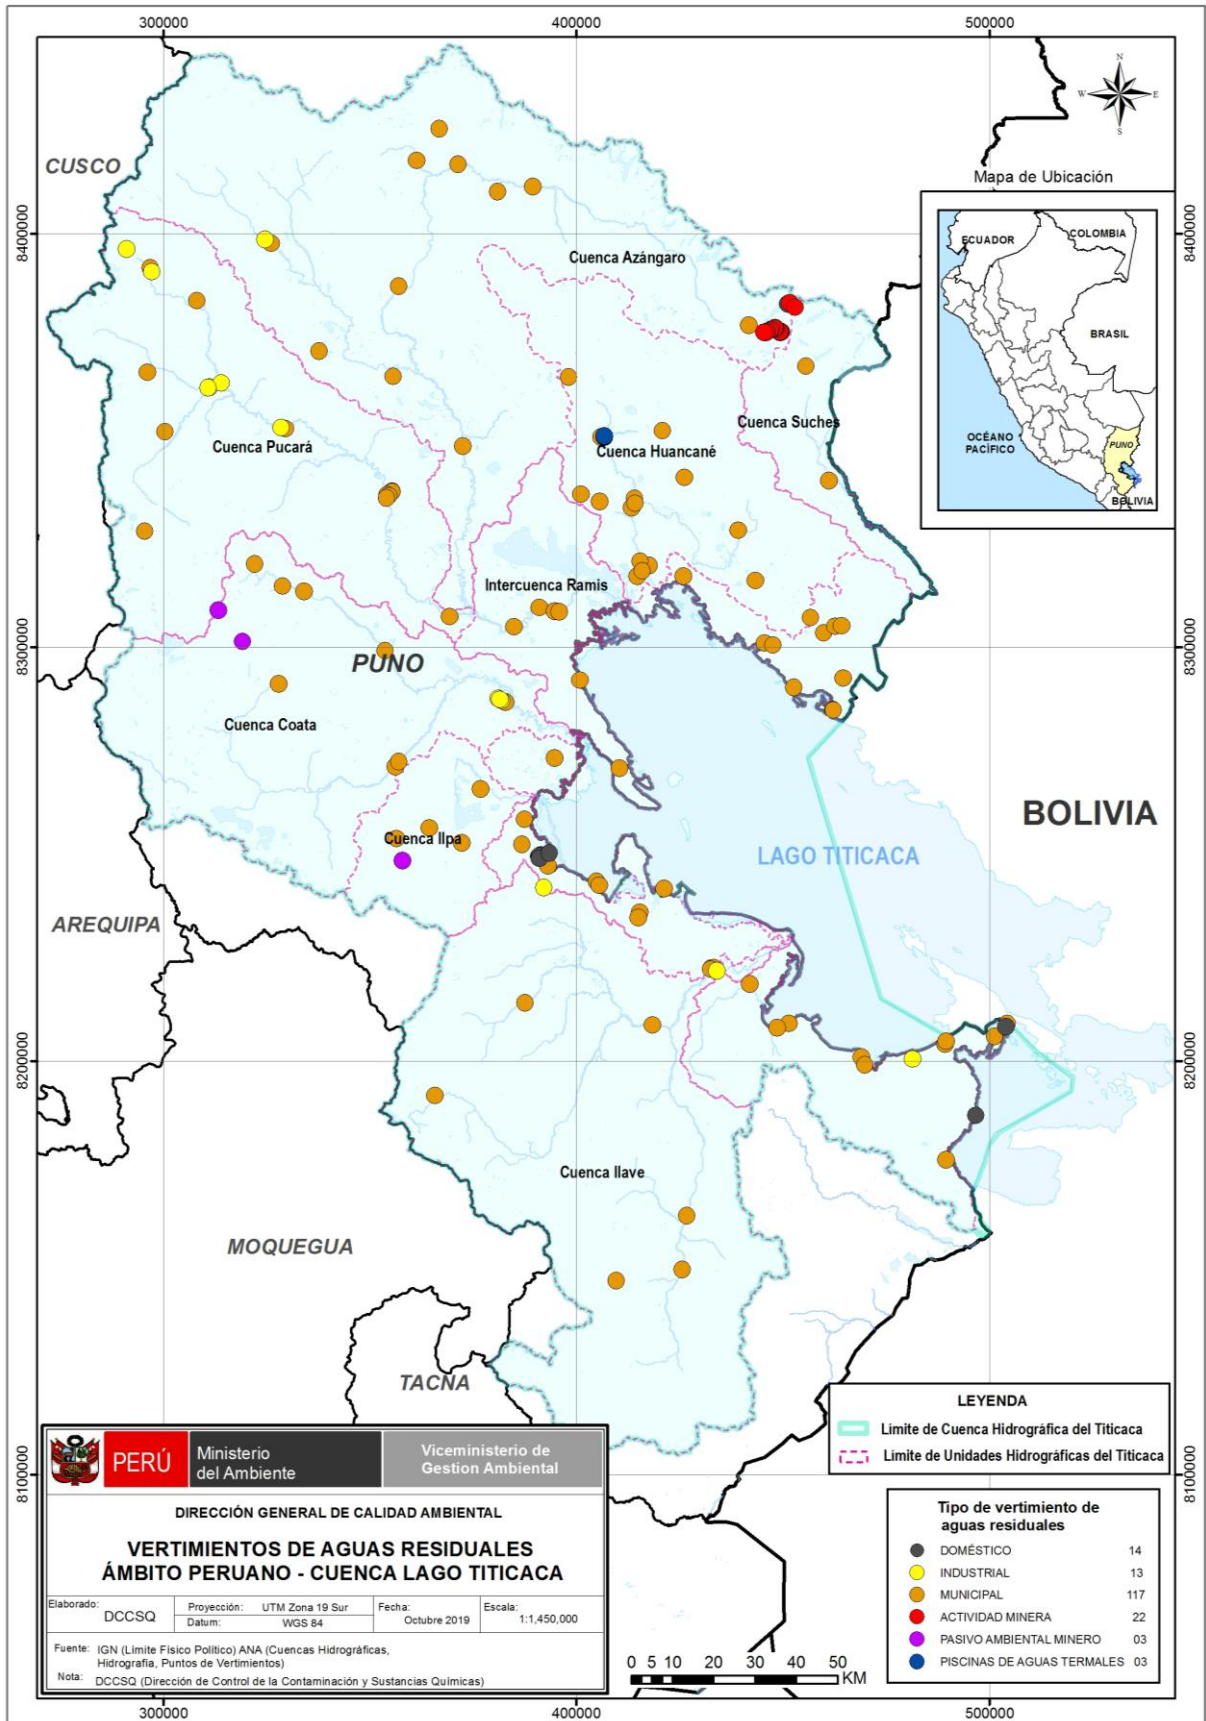 300000
400000
500000
N
W
E
S
CUSCO
Mapa de Ubicación
8400000
8400000
ECUADOR
COLOMBIA
BRASIL
OCÉANO
PACÍFICO
PUNO
BOLIVIA
Cuenca Azángaro
Cuenca Suches
Cuenca Pucará
Cuenca Huancané
Intercuenca Ramis
8300000
8300000
PUNO
Cuenca Coata
BOLIVIA
Cuenca Ilpa
LAGO TITICACA
AREQUIPA
8200000
8200000
Cuenca Ilave
MOQUEGUA
TACNA
8100000
8100000
LEYENDA
Limite de Cuenca Hidrográfica del Titicaca
Limite de Unidades Hidrográficas del Titicaca
Tipo de vertimiento de
aguas residuales
DOMÉSTICO 14
INDUSTRIAL 13
MUNICIPAL 117
ACTIVIDAD MINERA 22
PASIVO AMBIENTAL MINERO 03
PISCINAS DE AGUAS TERMALES 03
PERÚ
Ministerio
del Ambiente
Viceministerio de
Gestion Ambiental
DIRECCIÓN GENERAL DE CALIDAD AMBIENTAL
VERTIMIENTOS DE AGUAS RESIDUALES
ÁMBITO PERUANO - CUENCA LAGO TITICACA
Elaborado: DCCSQ
Proyección: UTM Zona 19 Sur
Datum: WGS 84
Fecha: Octubre 2019
Escala: 1:1,450,000
Fuente: IGN (Limite Físico Político) ANA (Cuencas Hidrográficas,
Hidrografia, Puntos de Vertimientos)
Nota: DCCSQ (Dirección de Control de la Contaminación y Sustancias Químicas)
0 5 10 20 30 40 50
KM
300000
400000
500000